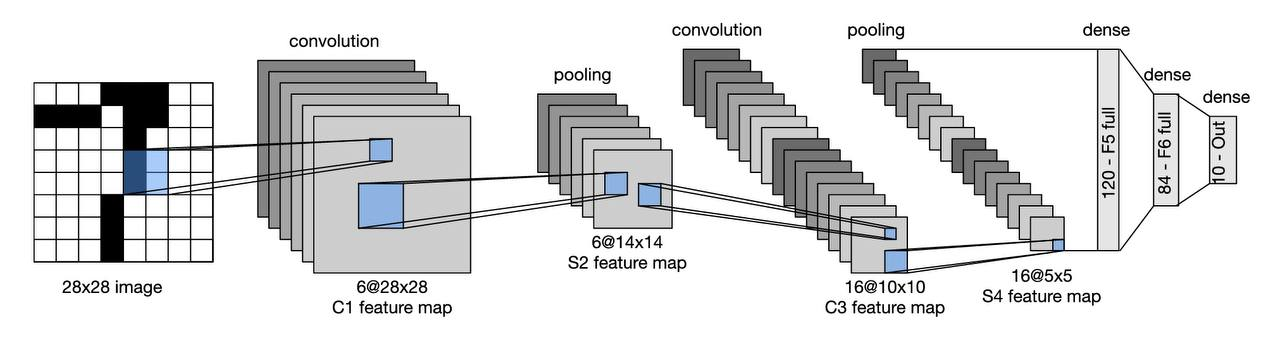 convolution
pooling
convolution
pooling
dense
dense
dense
28x28 image
6@28x28
C1 feature map
6@14x14
S2 feature map
16@10x10
C3 feature map
16@5x5
S4 feature map
120 - F5 full
84 - F6 full
10 - Out